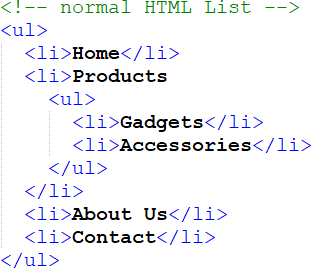 <!-- normal HTML List -->
<ul>
  <li>Home</li>
  <li>Products
    <ul>
      <li>Gadgets</li>
      <li>Accessories</li>
    </ul>
  </li>
  <li>About Us</li>
  <li>Contact</li>
</ul>